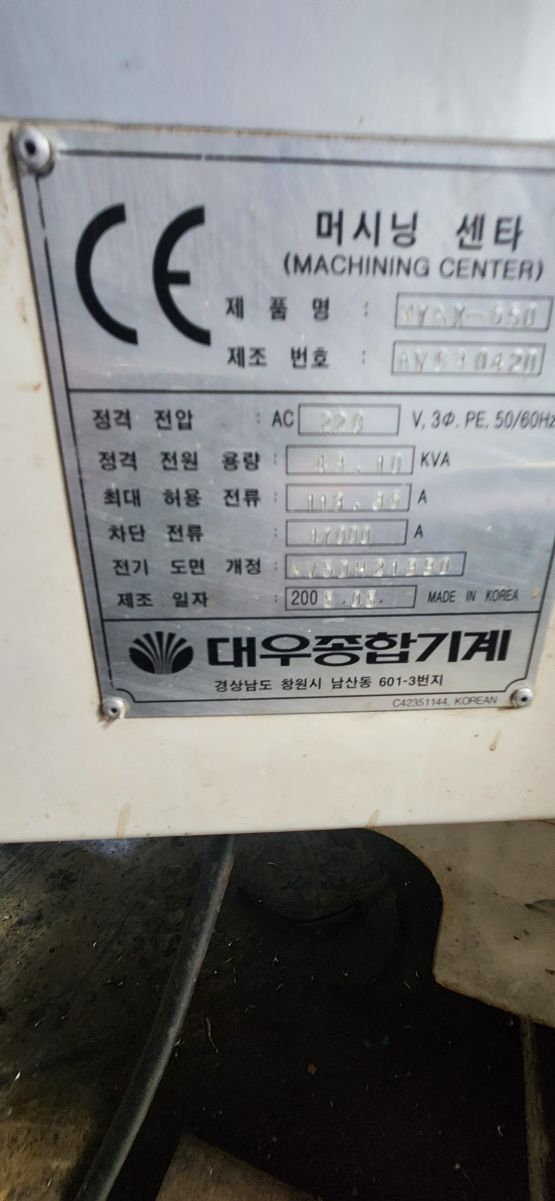 CE
머시닝 센타
(MACHINING CENTER)
제 품 명 :
제조 번호 :
정격 전압 : AC 220 V, 3Φ. PE, 50/60Hz
정격 전원 용량 : KVA
최대 허용 전류 : A
차단 전류 : 17000 A
전기 도면 개정 :
제조 일자 : MADE IN KOREA
대우종합기계
경상남도 창원시 남산동 601-3번지
C42351144, KOREAN